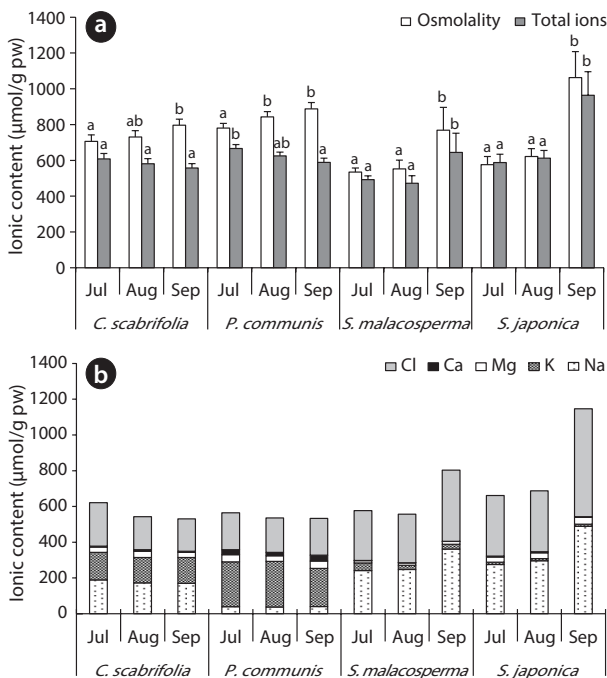 a
Osmolality Total ions
Ionic content (μmol/g pw)
1400
1200
1000
800
600
400
200
0
a a ab a b a a b b ab b a a a a a b b a a a a b b
Jul Aug Sep Jul Aug Sep Jul Aug Sep Jul Aug Sep
C. scabrifolia P. communis S. malacosperma S. japonica
b
Cl Ca Mg K Na
Ionic content (μmol/g pw)
1400
1200
1000
800
600
400
200
0
Jul Aug Sep Jul Aug Sep Jul Aug Sep Jul Aug Sep
C. scabrifolia P. communis S. malacosperma S. japonica